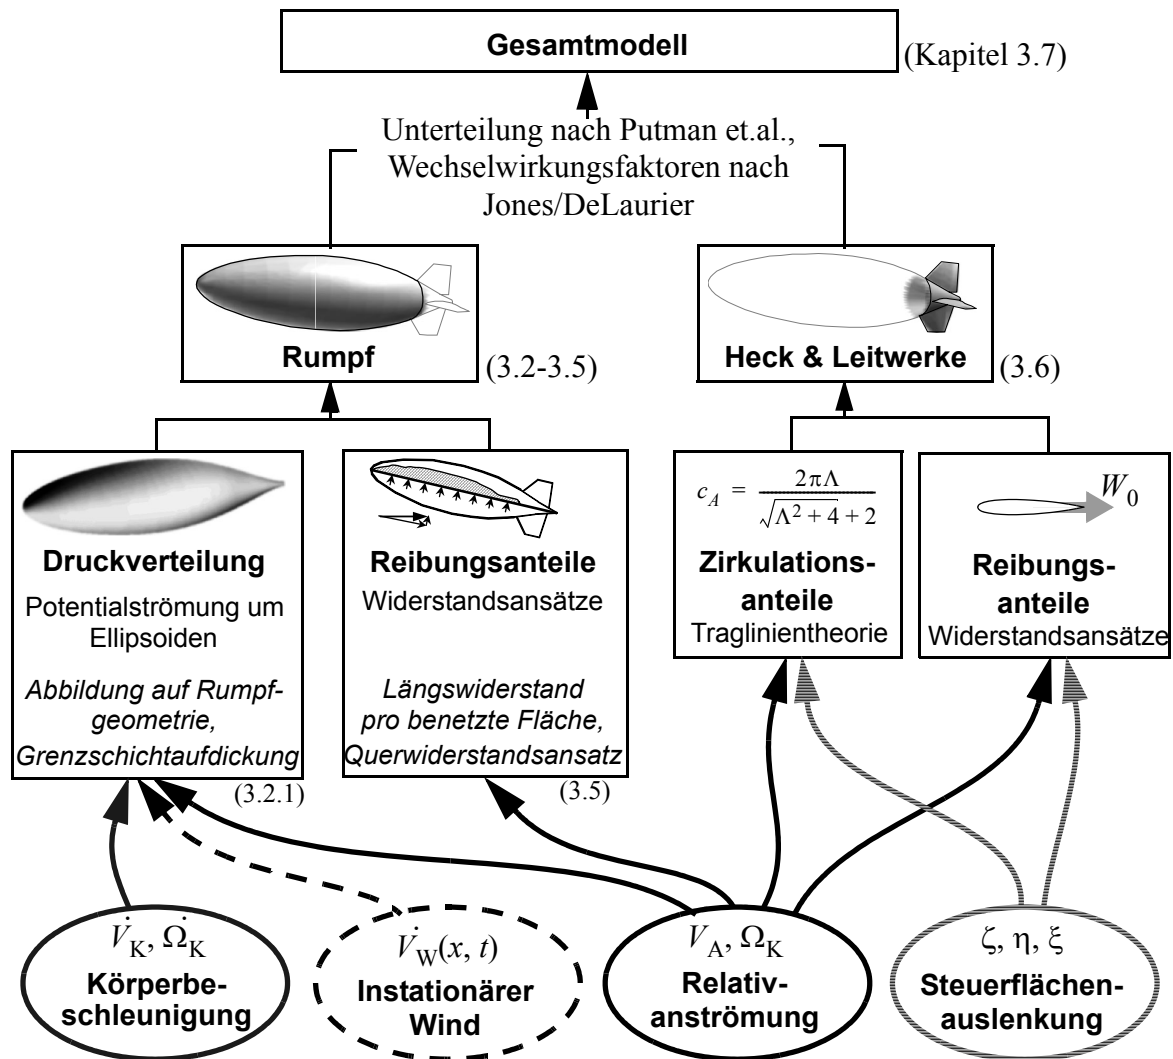 Gesamtmodell
(Kapitel 3.7)
Unterteilung nach Putman et.al.,
Wechselwirkungsfaktoren nach
Jones/DeLaurier
Rumpf
(3.2-3.5)
Heck & Leitwerke
(3.6)
Druckverteilung
Potentialströmung um
Ellipsoiden
Abbildung auf Rumpf-
geometrie,
Grenzschichtaufdickung
(3.2.1)
Reibungsanteile
Widerstandsansätze
Längswiderstand
pro benetzte Fläche,
Querwiderstandsansatz
(3.5)
c_A = 2πΛ / (√(Λ² + 4) + 2)
Zirkulations-
anteile
Traglinientheorie
W₀
Reibungs-
anteile
Widerstandsansätze
V̇_K, Ω̇_K
Körperbe-
schleunigung
V̇_W(x, t)
Instationärer
Wind
V_A, Ω_K
Relativ-
anströmung
ζ, η, ξ
Steuerflächen-
auslenkung